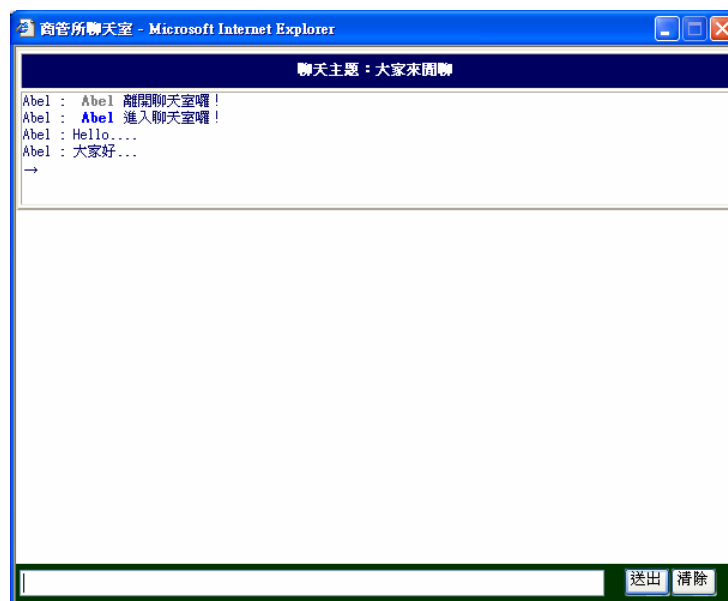 商管所聊天室 - Microsoft Internet Explorer
聊天主題：大家來閒聊
Abel : Abel 離開聊天室囉！
Abel : Abel 進入聊天室囉！
Abel : Hello....
Abel : 大家好...
→
送出 清除